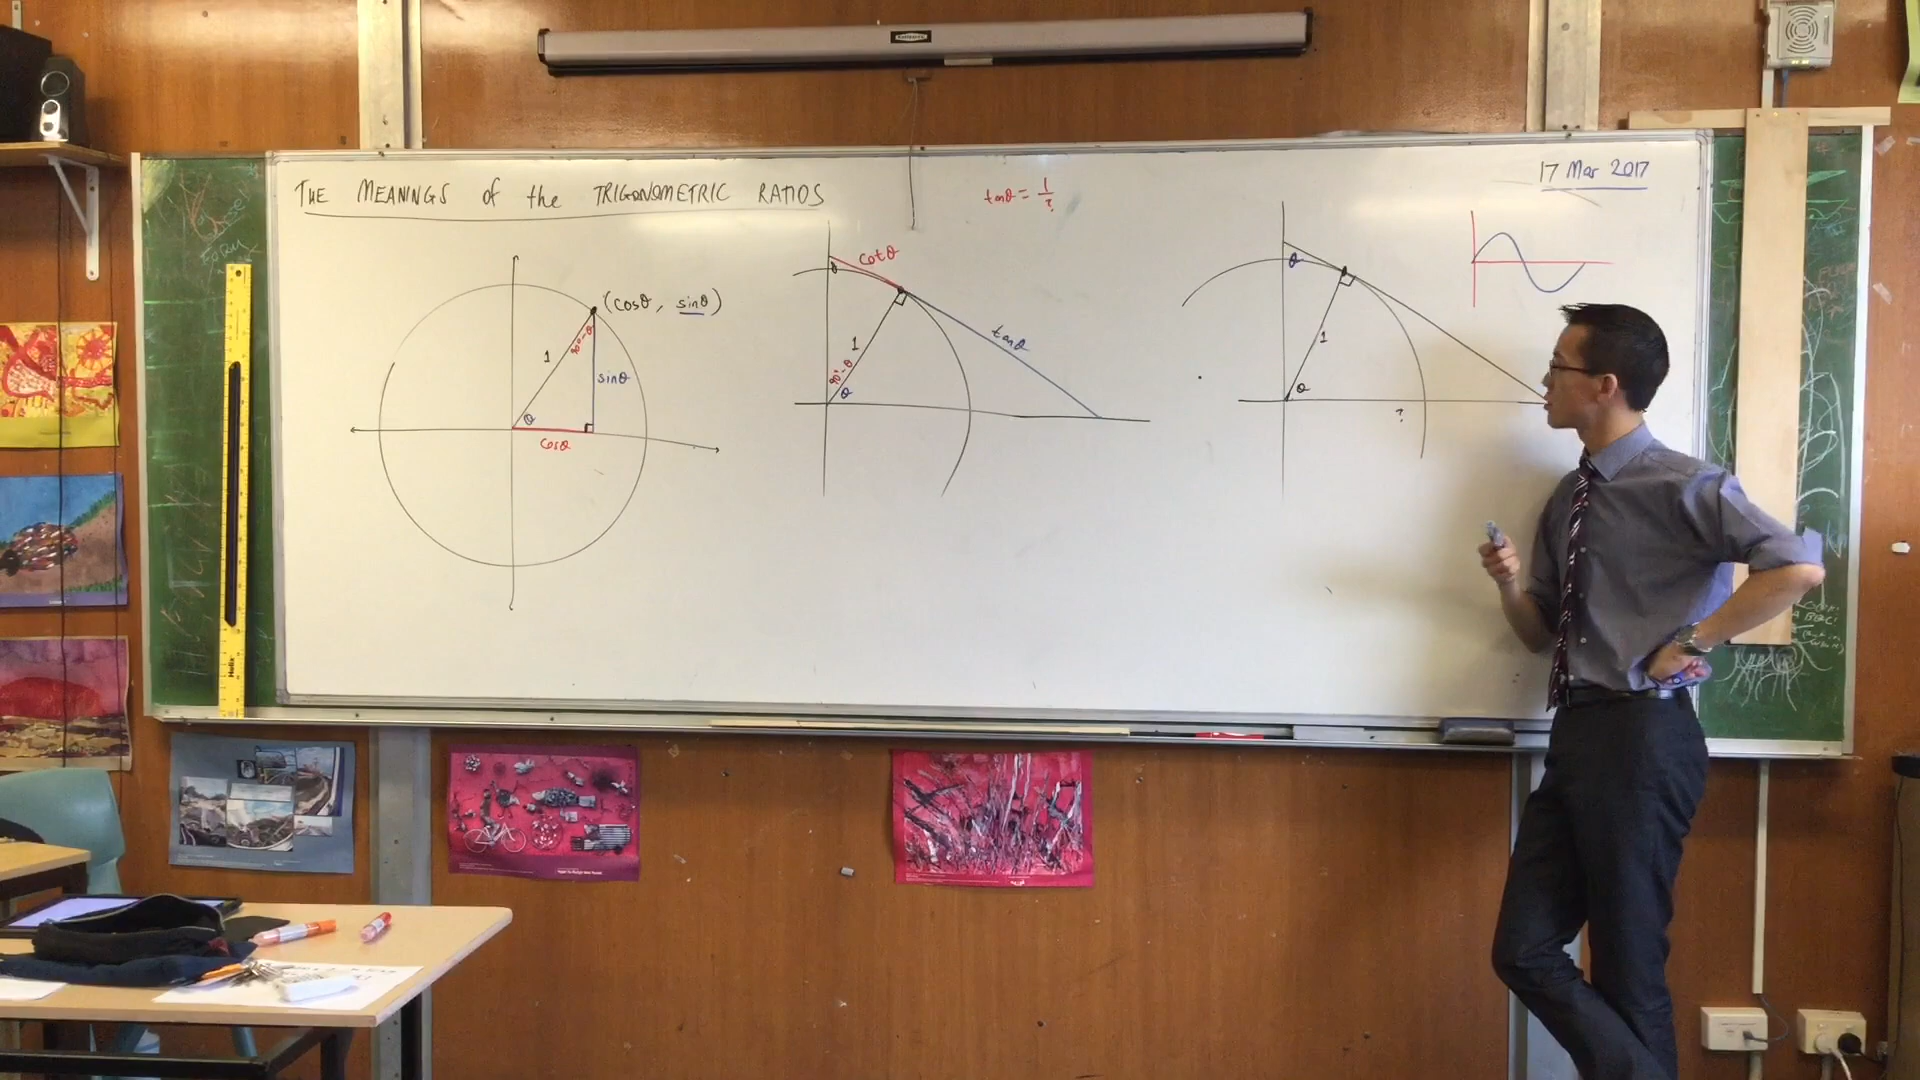 THE MEANINGS of the TRIGONOMETRIC RATIOS
tanθ = 1/?
17 Mar 2017
(cosθ, sinθ)
1
90°-θ
sinθ
θ
cosθ
θ
cotθ
1
tanθ
90°-θ
θ
θ
1
θ
?
Helix